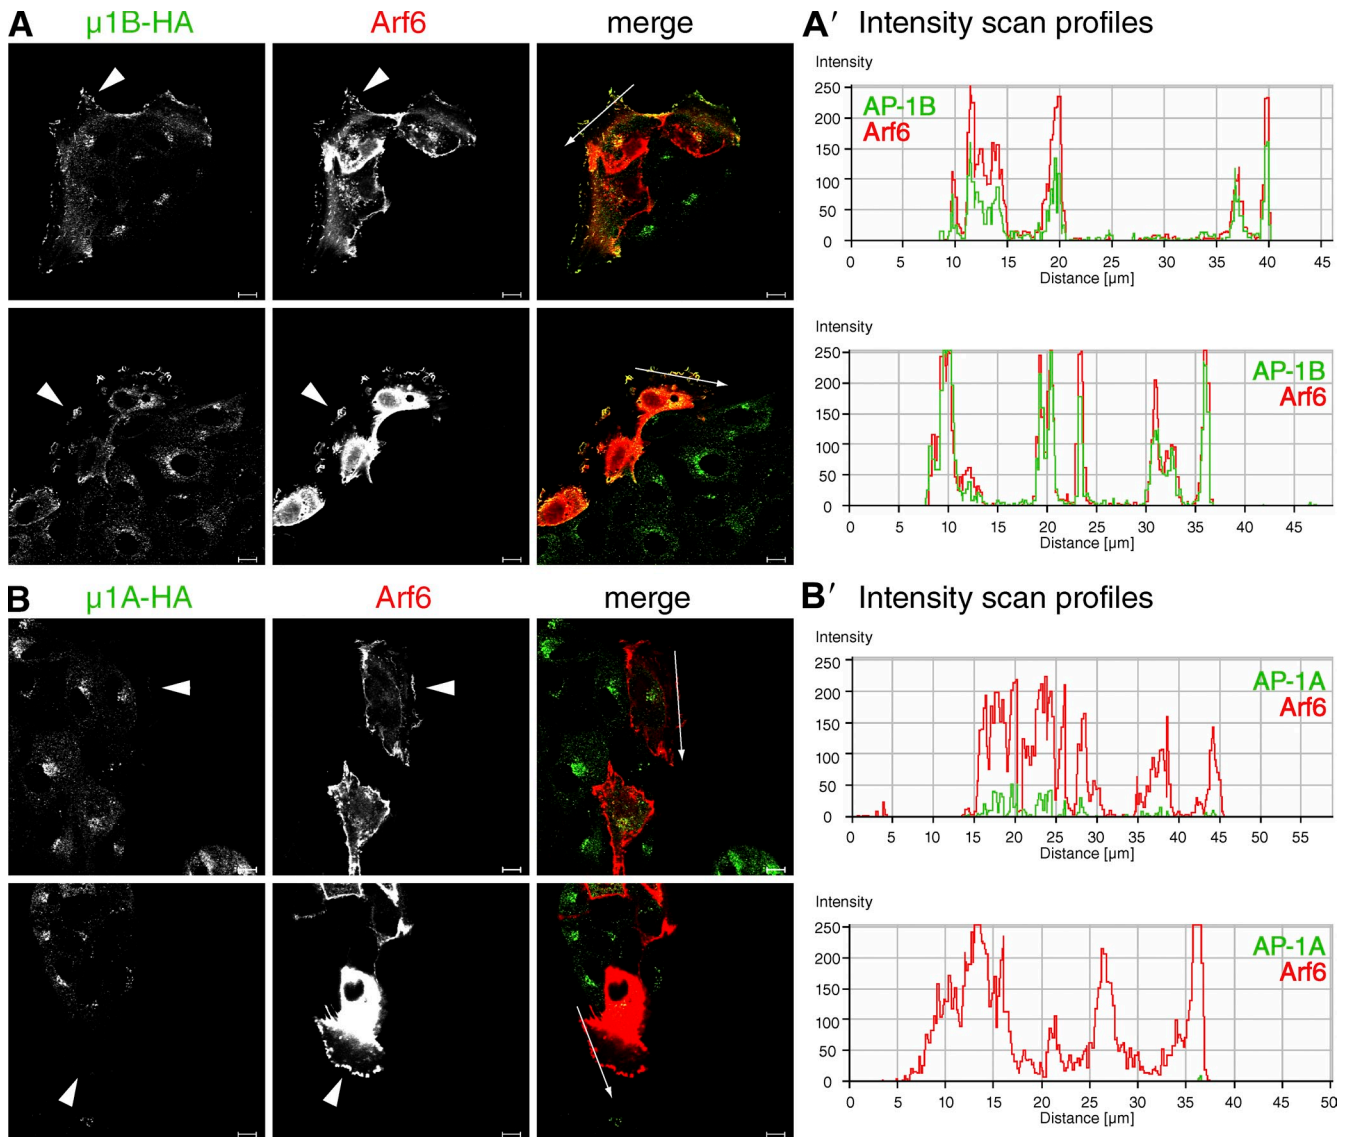 A µ1B-HA Arf6 merge A′ Intensity scan profiles
Intensity
250
AP-1B
200
Arf6
150
100
50
0
0 5 10 15 20 25 30 35 40 45
Distance [µm]
Intensity
250
AP-1B
200
Arf6
150
100
50
0
0 5 10 15 20 25 30 35 40 45
Distance [µm]
B µ1A-HA Arf6 merge B′ Intensity scan profiles
Intensity
250
AP-1A
200
Arf6
150
100
50
0
0 5 10 15 20 25 30 35 40 45 50 55
Distance [µm]
Intensity
250
AP-1A
200
Arf6
150
100
50
0
0 5 10 15 20 25 30 35 40 45 50
Distance [µm]